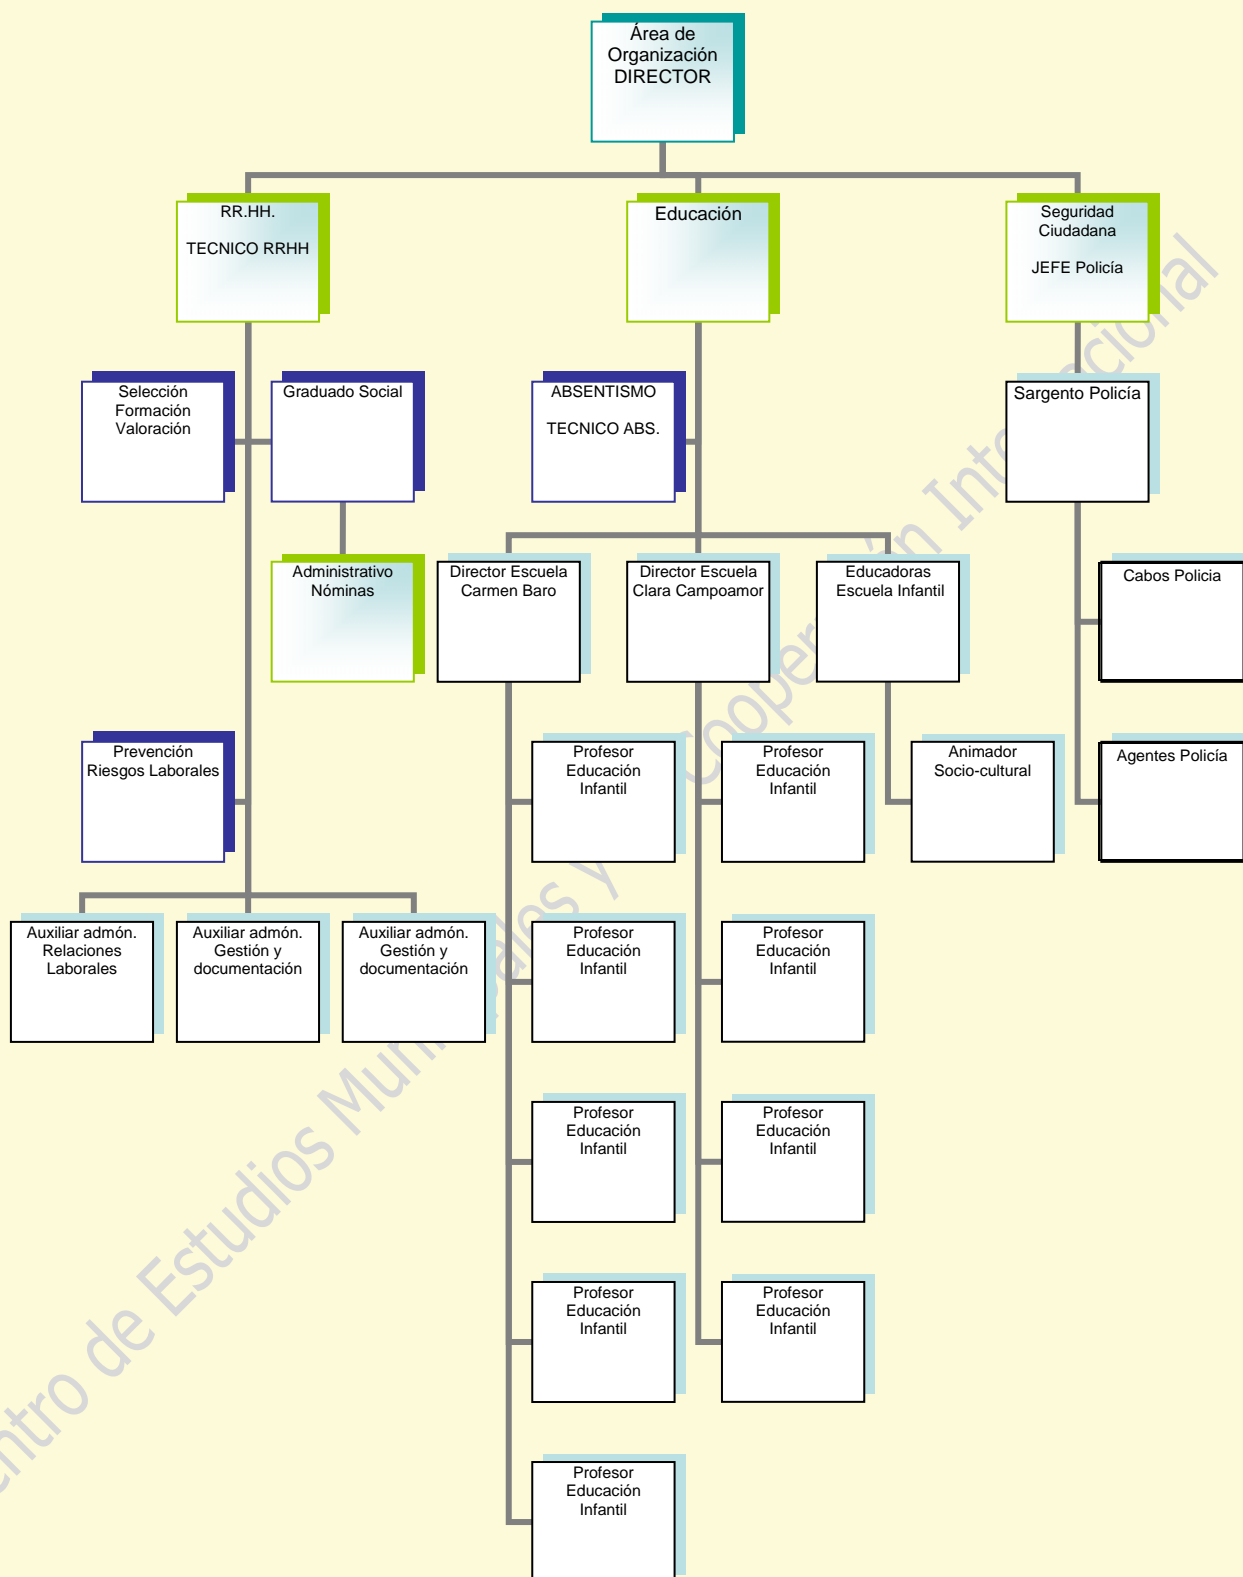 Área de
Organización
DIRECTOR
RR.HH.
TECNICO RRHH
Educación
Seguridad
Ciudadana
JEFE Policía
Selección
Formación
Valoración
Graduado Social
ABSENTISMO
TECNICO ABS.
Sargento Policía
Administrativo
Nóminas
Director Escuela
Carmen Baro
Director Escuela
Clara Campoamor
Educadoras
Escuela Infantil
Cabos Policia
Prevención
Riesgos Laborales
Profesor
Educación
Infantil
Profesor
Educación
Infantil
Animador
Socio-cultural
Agentes Policía
Auxiliar admón.
Relaciones
Laborales
Auxiliar admón.
Gestión y
documentación
Auxiliar admón.
Gestión y
documentación
Profesor
Educación
Infantil
Profesor
Educación
Infantil
Profesor
Educación
Infantil
Profesor
Educación
Infantil
Profesor
Educación
Infantil
Profesor
Educación
Infantil
Profesor
Educación
Infantil
de Estudios y